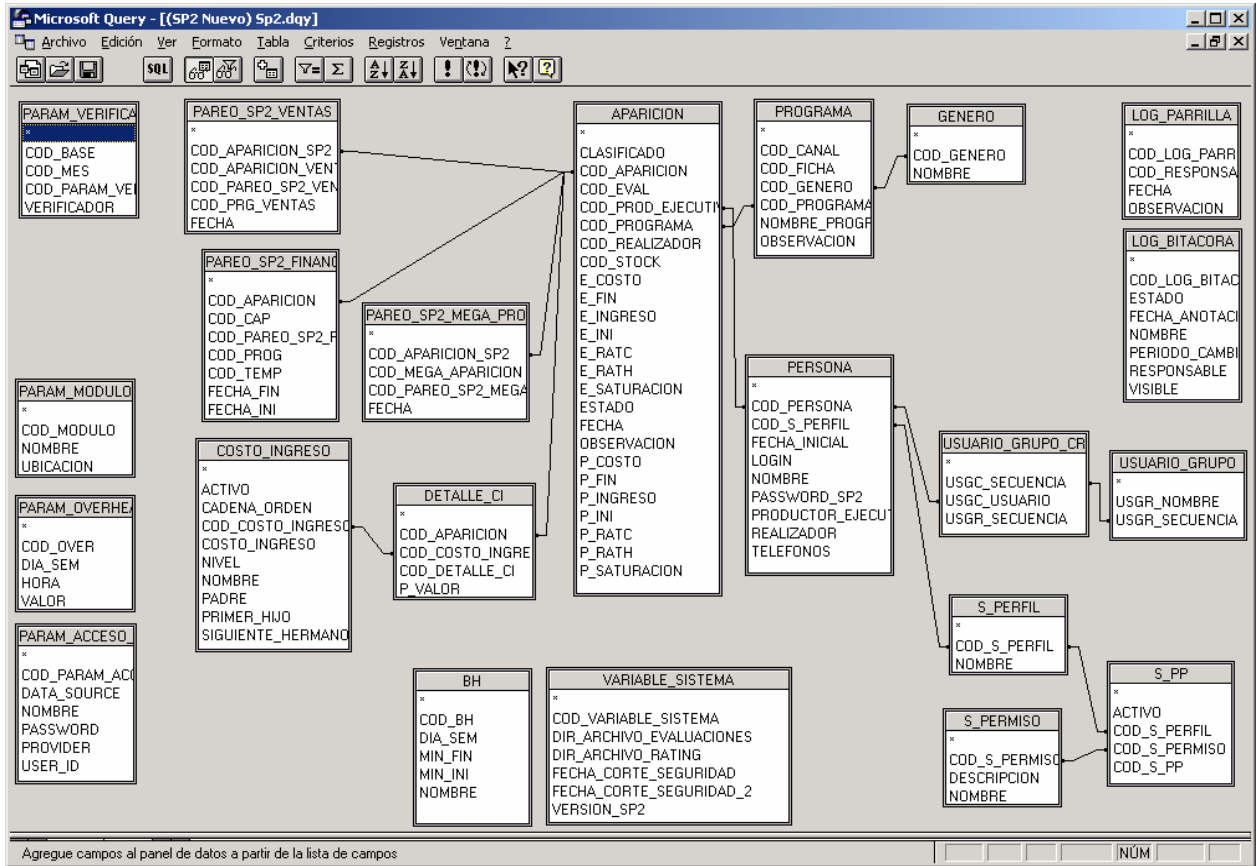 Microsoft Query - [(SP2 Nuevo) Sp2.dqy]
Archivo Edición Ver Formato Tabla Criterios Registros Ventana ?
SQL
PARAM_VERIFICA
*
COD_BASE
COD_MES
COD_PARAM_VE
VERIFICADOR
PAREO_SP2_VENTAS
*
COD_APARICION_SP2
COD_APARICION_VEN
COD_PAREO_SP2_VEN
COD_PRG_VENTAS
FECHA
PAREO_SP2_FINANC
*
COD_APARICION
COD_CAP
COD_PAREO_SP2_F
COD_PROG
COD_TEMP
FECHA_FIN
FECHA_INI
PAREO_SP2_MEGA_PRO
*
COD_APARICION_SP2
COD_MEGA_APARICION
COD_PAREO_SP2_MEGA
FECHA
APARICION
*
CLASIFICADO
COD_APARICION
COD_EVAL
COD_PROD_EJECUTIV
COD_PROGRAMA
COD_REALIZADOR
COD_STOCK
E_COSTO
E_FIN
E_INGRESO
E_INI
E_RATC
E_RATH
E_SATURACION
ESTADO
FECHA
OBSERVACION
P_COSTO
P_FIN
P_INGRESO
P_INI
P_RATC
P_RATH
P_SATURACION
PROGRAMA
*
COD_CANAL
COD_FICHA
COD_GENERO
COD_PROGRAMA
NOMBRE_PROGR
OBSERVACION
GENERO
*
COD_GENERO
NOMBRE
LOG_PARRILLA
*
COD_LOG_PARR
COD_RESPONSA
FECHA
OBSERVACION
LOG_BITACORA
*
COD_LOG_BITAC
ESTADO
FECHA_ANOTACI
NOMBRE
PERIODO_CAMBI
RESPONSABLE
VISIBLE
PARAM_MODULO
*
COD_MODULO
NOMBRE
UBICACION
COSTO_INGRESO
*
ACTIVO
CADENA_ORDEN
COD_COSTO_INGRESO
COSTO_INGRESO
NIVEL
NOMBRE
PADRE
PRIMER_HIJO
SIGUIENTE_HERMANO
DETALLE_CI
*
COD_APARICION
COD_COSTO_INGRE
COD_DETALLE_CI
P_VALOR
PERSONA
*
COD_PERSONA
COD_S_PERFIL
FECHA_INICIAL
LOGIN
NOMBRE
PASSWORD_SP2
PRODUCTOR_EJECUT
REALIZADOR
TELEFONOS
USUARIO_GRUPO_CR
*
USGC_SECUENCIA
USGC_USUARIO
USGR_SECUENCIA
USUARIO_GRUPO
*
USGR_NOMBRE
USGR_SECUENCIA
PARAM_OVERHEA
*
COD_OVER
DIA_SEM
HORA
VALOR
PARAM_ACCESO_
*
COD_PARAM_ACC
DATA_SOURCE
NOMBRE
PASSWORD
PROVIDER
USER_ID
BH
*
COD_BH
DIA_SEM
MIN_FIN
MIN_INI
NOMBRE
VARIABLE_SISTEMA
*
COD_VARIABLE_SISTEMA
DIR_ARCHIVO_EVALUACIONES
DIR_ARCHIVO_RATING
FECHA_CORTE_SEGURIDAD
FECHA_CORTE_SEGURIDAD_2
VERSION_SP2
S_PERFIL
*
COD_S_PERFIL
NOMBRE
S_PERMISO
*
COD_S_PERMISO
DESCRIPCION
NOMBRE
S_PP
*
ACTIVO
COD_S_PERFIL
COD_S_PERMISO
COD_S_PP
Agregue campos al panel de datos a partir de la lista de campos
NÚM